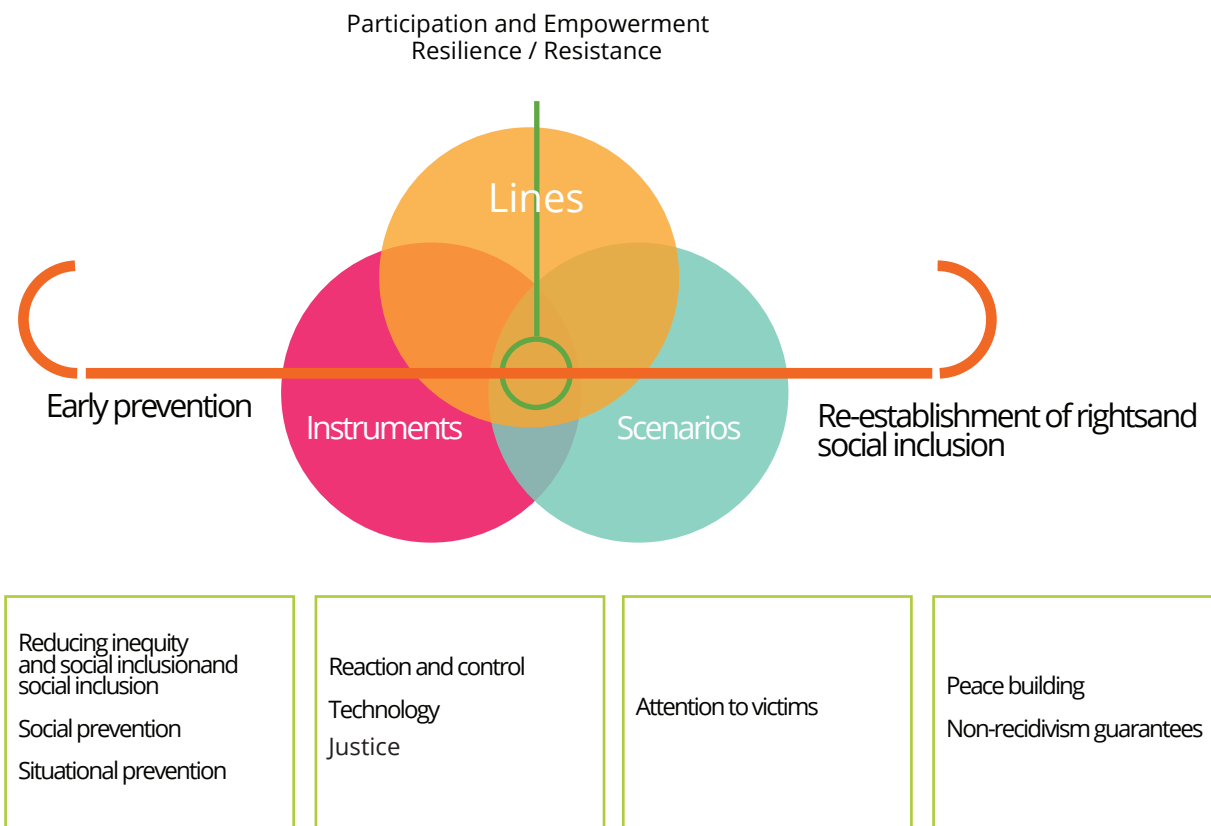 Participation and Empowerment
Resilience / Resistance
Lines
Early prevention
Instruments
Scenarios
Re-establishment of rightsand
social inclusion
Reducing inequity
and social inclusionand
social inclusion
Social prevention
Situational prevention
Reaction and control
Technology
Justice
Attention to victims
Peace building
Non-recidivism guarantees